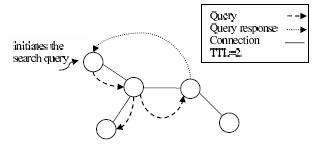 initiates the
search query
Query
Query response
Connection
TTL=2